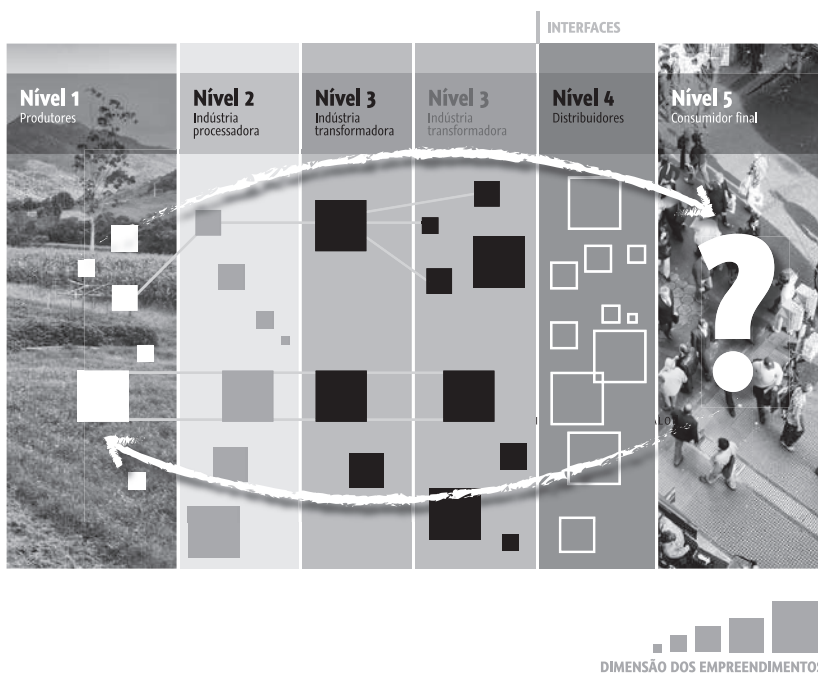 INTERFACES
Nível 1
Produtores
Nível 2
Indústria
processadora
Nível 3
Indústria
transformadora
Nível 3
Indústria
transformadora
Nível 4
Distribuidores
Nível 5
Consumidor final
?
DIMENSÃO DOS EMPREENDIMENTOS